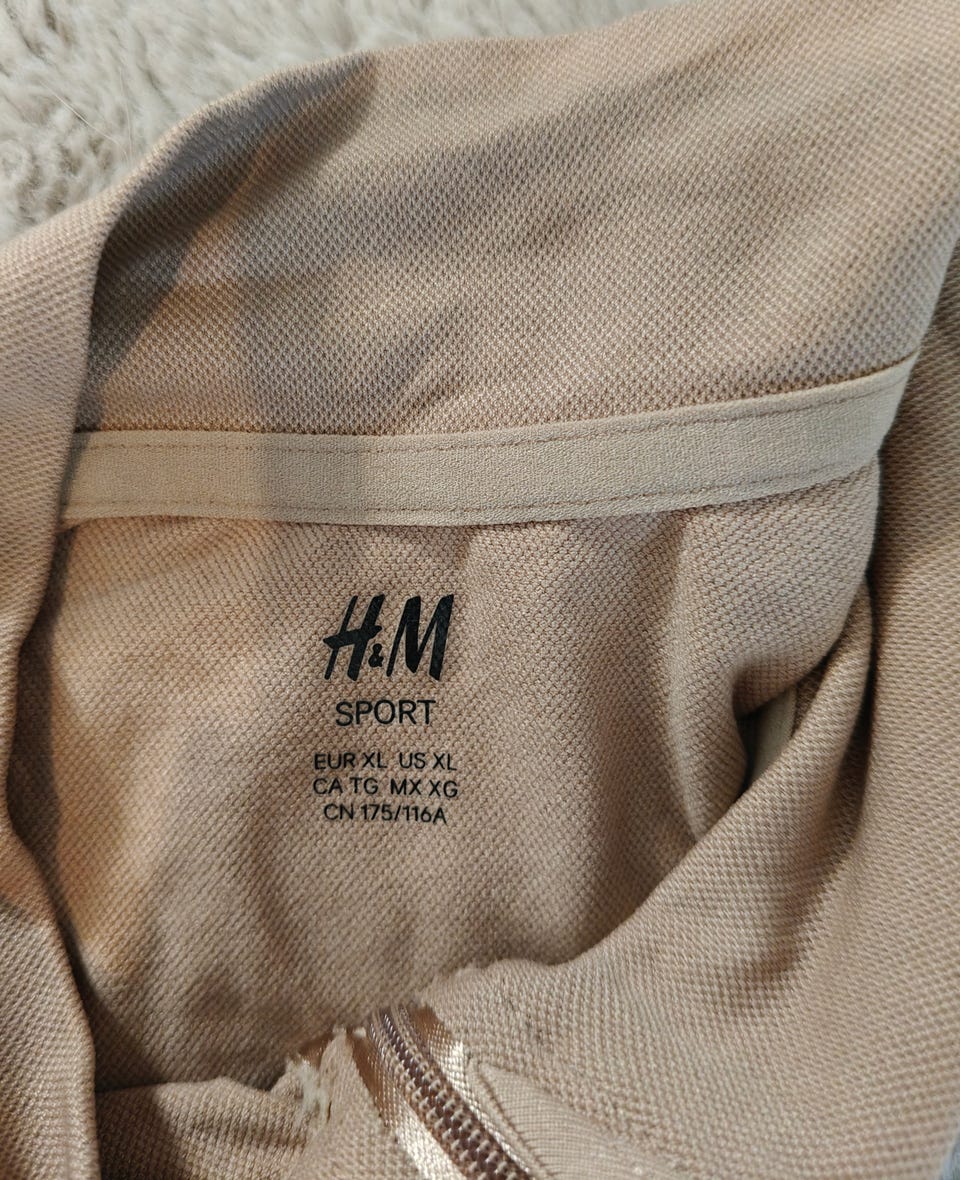 H&M
SPORT
EUR XL US XL
CA TG MX XG
CN 175/116A